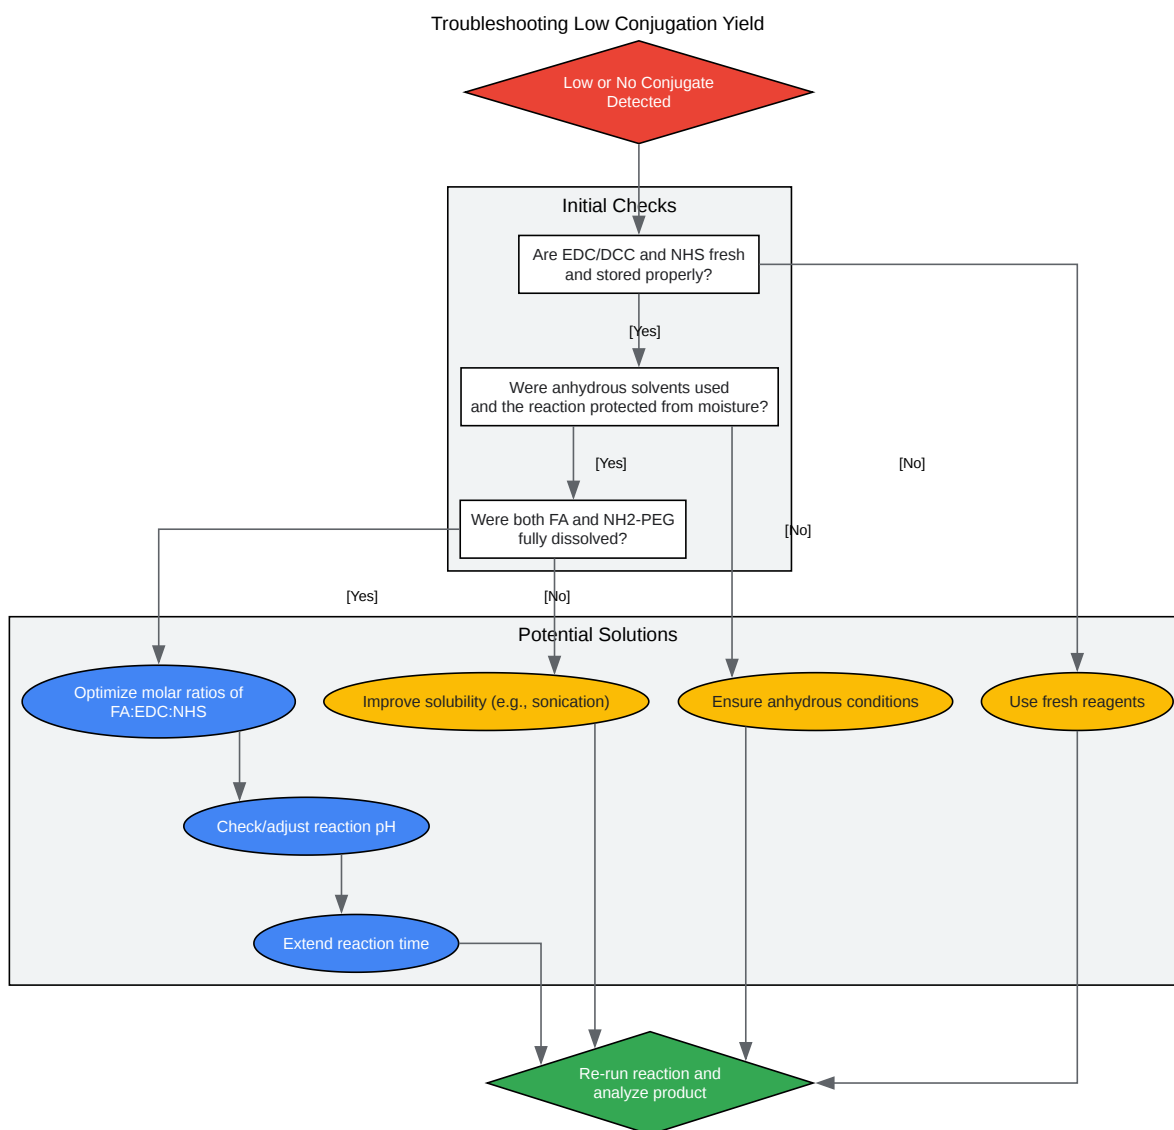 Troubleshooting Low Conjugation Yield
Low or No Conjugate
Detected
Initial Checks
Are EDC/DCC and NHS fresh
and stored properly?
[Yes]
Were anhydrous solvents used
and the reaction protected from moisture?
[Yes]
[No]
Were both FA and NH2-PEG
fully dissolved?
[No]
[Yes]
[No]
Potential Solutions
Optimize molar ratios of
FA:EDC:NHS
Improve solubility (e.g., sonication)
Ensure anhydrous conditions
Use fresh reagents
Check/adjust reaction pH
Extend reaction time
Re-run reaction and
analyze product